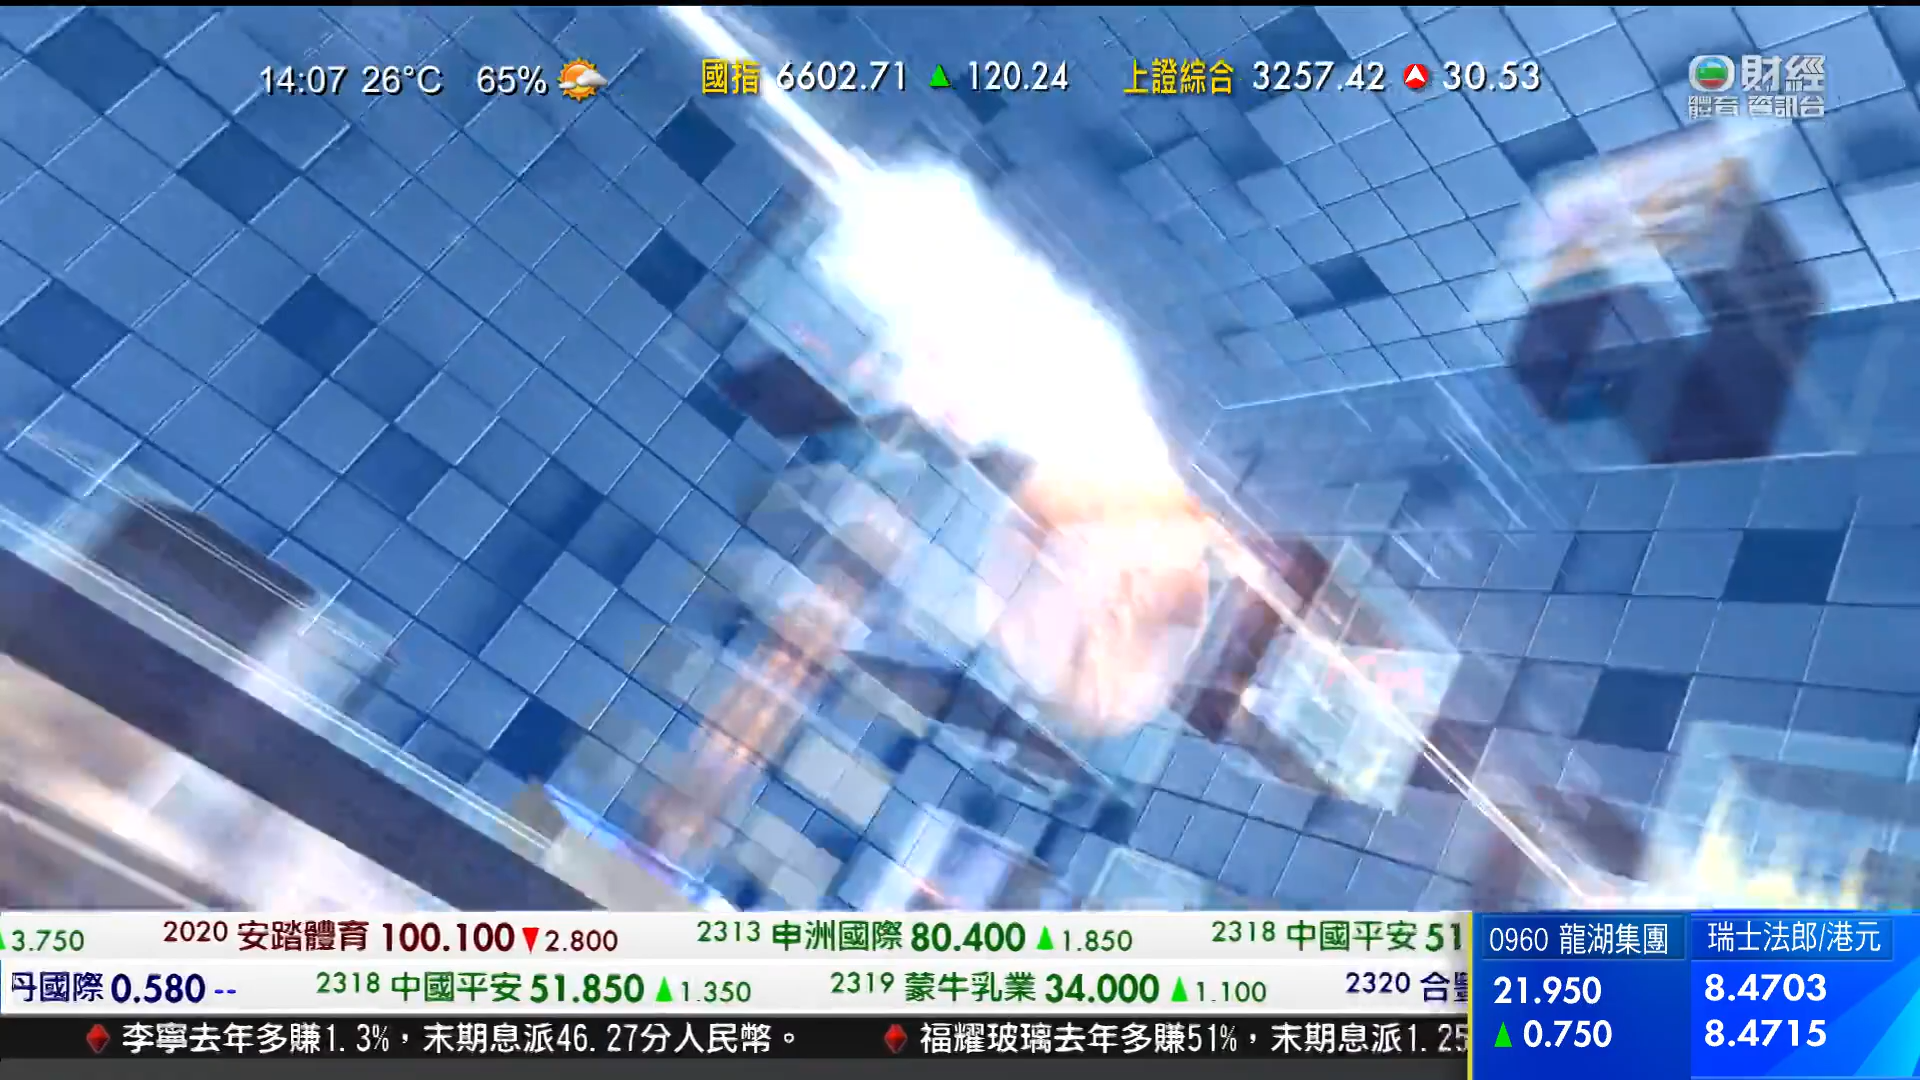 14:07 26°C 65% 國指 6602.71 ▲ 120.24 上證綜合 3257.42 30.53
財經
體育 資訊台
▲3.750 2020 安踏體育 100.100 ▼2.800 2313 申洲國際 80.400 ▲1.850 2318 中國平安 51
丹國際 0.580 -- 2318 中國平安 51.850 ▲1.350 2319 蒙牛乳業 34.000 ▲1.100 2320 合豐
李寧去年多賺1.3%，末期息派46.27分人民幣。 福耀玻璃去年多賺51%，末期息派1.25
0960 龍湖集團
21.950
▲0.750
瑞士法郎/港元
8.4703
8.4715